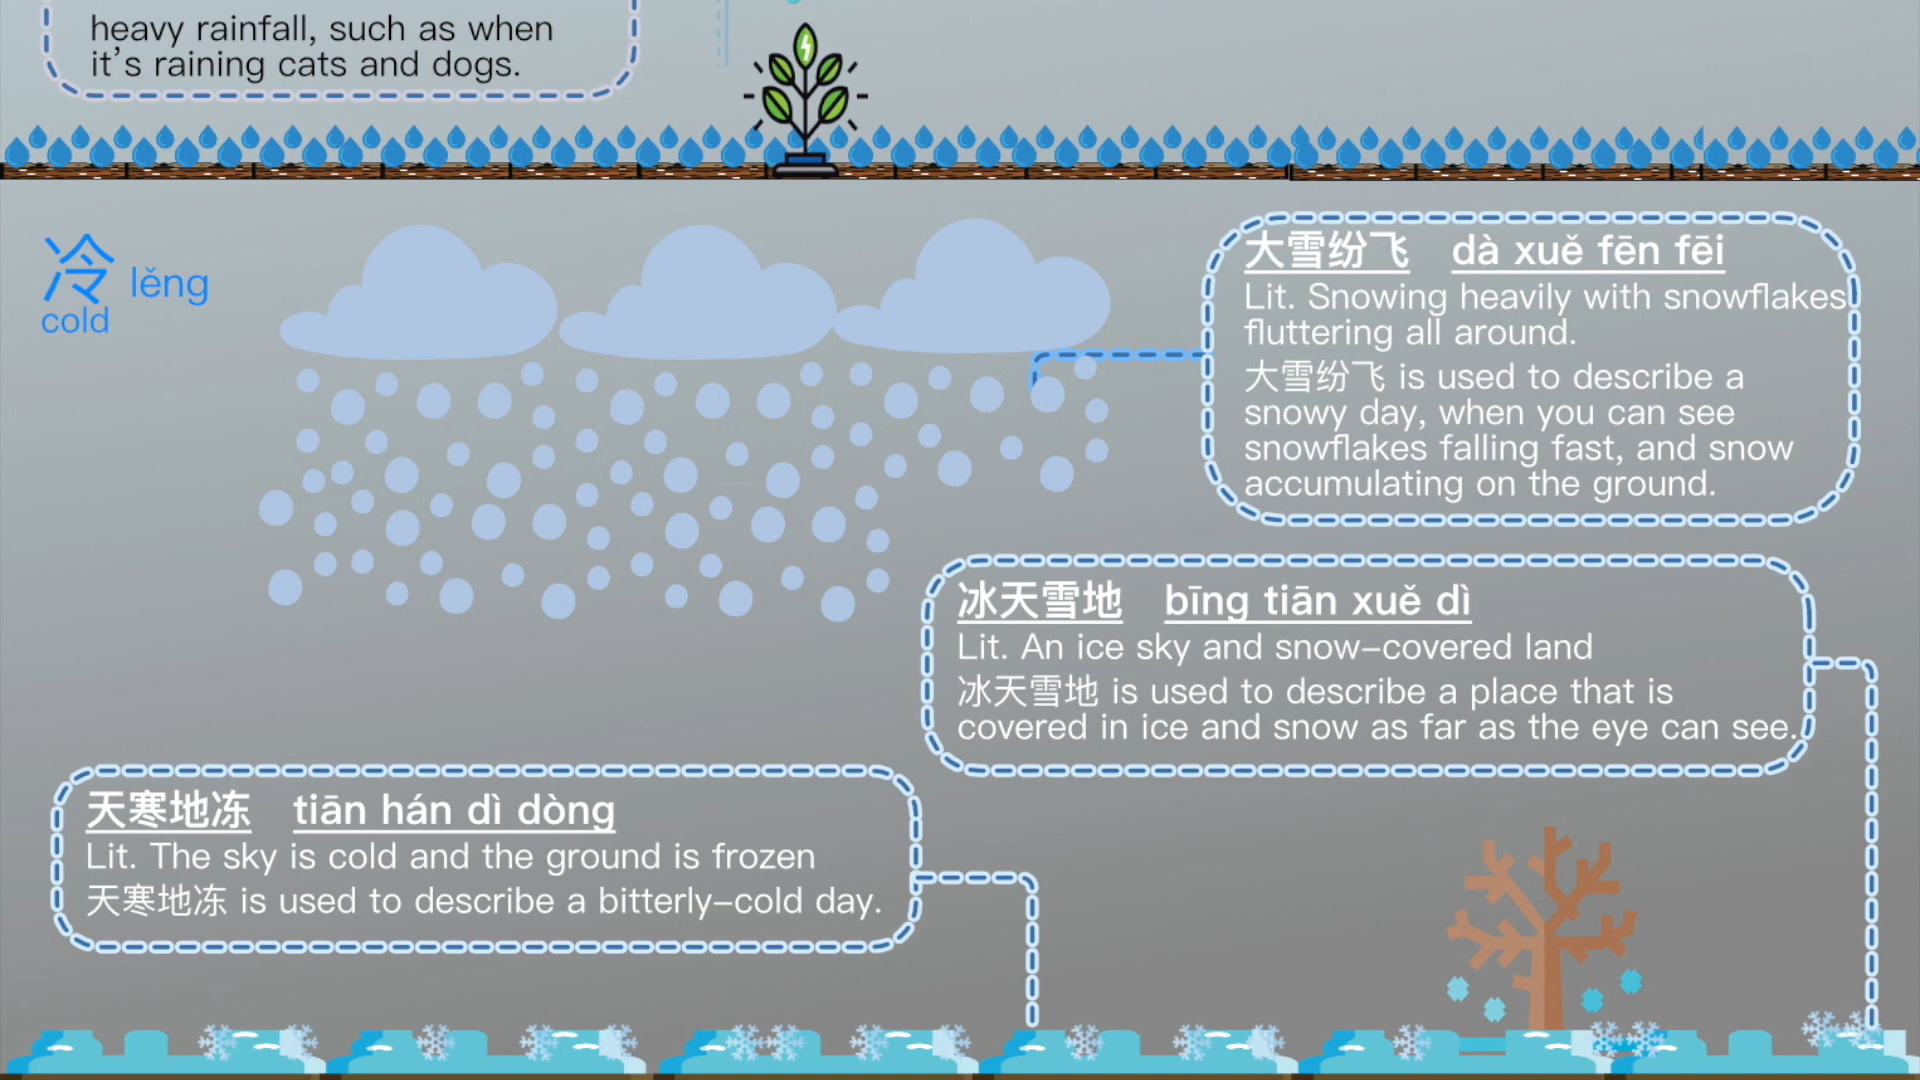 heavy rainfall, such as when
it's raining cats and dogs.
冷 lěng
cold
大雪纷飞 dà xuě fēn fēi
Lit. Snowing heavily with snowflakes
fluttering all around.
大雪纷飞 is used to describe a
snowy day, when you can see
snowflakes falling fast, and snow
accumulating on the ground.
冰天雪地 bīng tiān xuě dì
Lit. An ice sky and snow-covered land
冰天雪地 is used to describe a place that is
covered in ice and snow as far as the eye can see.
天寒地冻 tiān hán dì dòng
Lit. The sky is cold and the ground is frozen
天寒地冻 is used to describe a bitterly-cold day.